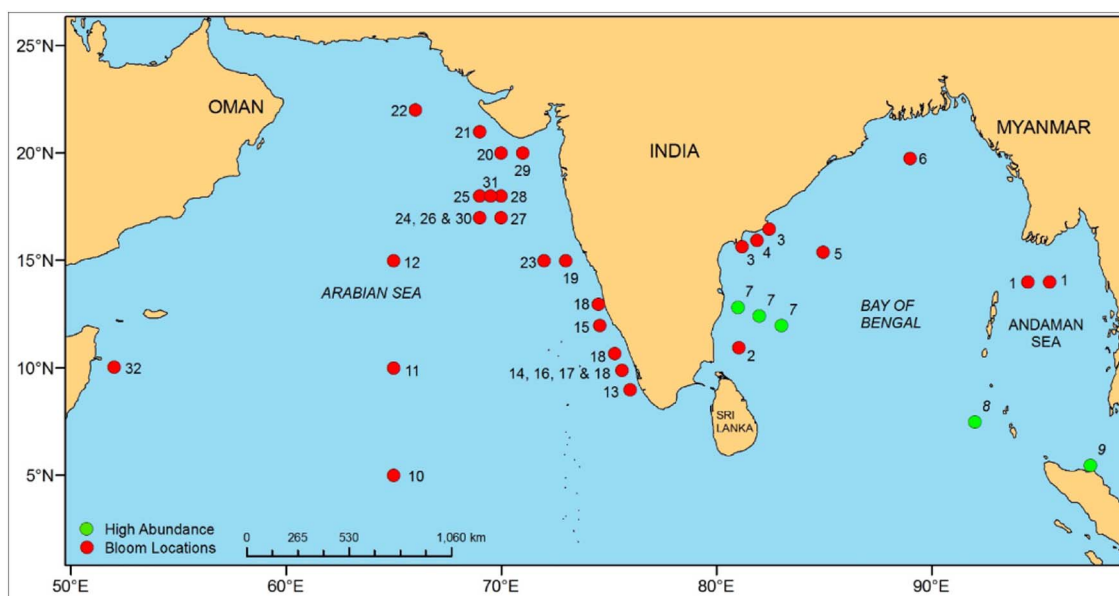 25°N
OMAN
22
MYANMAR
21
20°N
20
29
INDIA
6
31
25
28
24, 26 & 30
27
3
4
3
5
15°N
12
23
19
1
1
ARABIAN SEA
18
7
7
7
BAY OF
BENGAL
ANDAMAN
SEA
15
2
18
10°N
32
11
14, 16, 17 & 18
13
SRI
LANKA
8
9
5°N
10
High Abundance
Bloom Locations
0 265 530 1,060 km
50°E 60°E 70°E 80°E 90°E